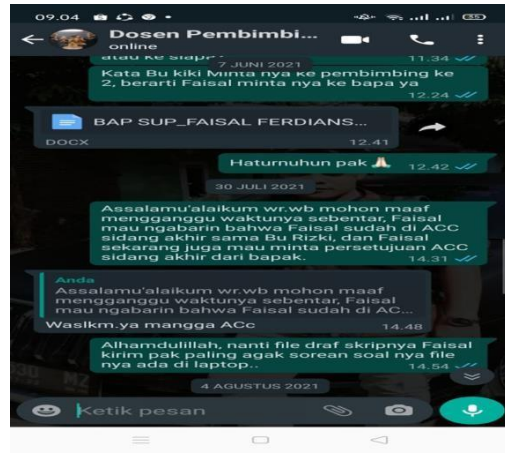 09.04
Dosen Pembimbi...
online
atau ke siapa
11.34
7 JUNI 2021
Kata Bu kiki Minta nya ke pembimbing ke
2, berarti Faisal minta nya ke bapa ya
12.24
BAP SUP_FAISAL FERDIANS...
DOCX
12.41
Haturnuhun pak 🙏🏻
12.42
30 JULI 2021
Assalamu'alaikum wr.wb mohon maaf
mengganggu waktunya sebentar, Faisal
mau ngabarin bahwa Faisal sudah di ACC
sidang akhir sama Bu Rizki, dan Faisal
sekarang juga mau minta persetujuan ACC
sidang akhir dari bapak.
14.31
Anda
Assalamu'alaikum wr.wb mohon maaf
mengganggu waktunya sebentar, Faisal
mau ngabarin bahwa Faisal sudah di AC...
Waslkm.ya mangga ACc
14.48
Alhamdulillah, nanti file draf skripnya Faisal
kirim pak paling agak sorean soal nya file
nya ada di laptop..
14.54
4 AGUSTUS 2021
Ketik pesan